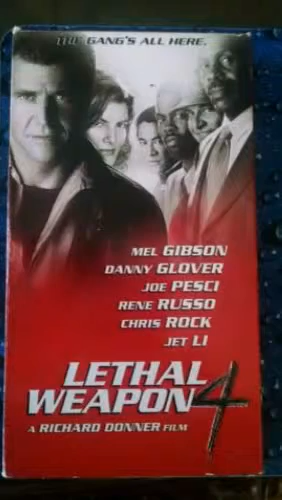 THE GANG'S ALL HERE.
MEL GIBSON
DANNY GLOVER
JOE PESCI
RENE RUSSO
CHRIS ROCK
JET LI
LETHAL
WEAPON 4
A RICHARD DONNER FILM